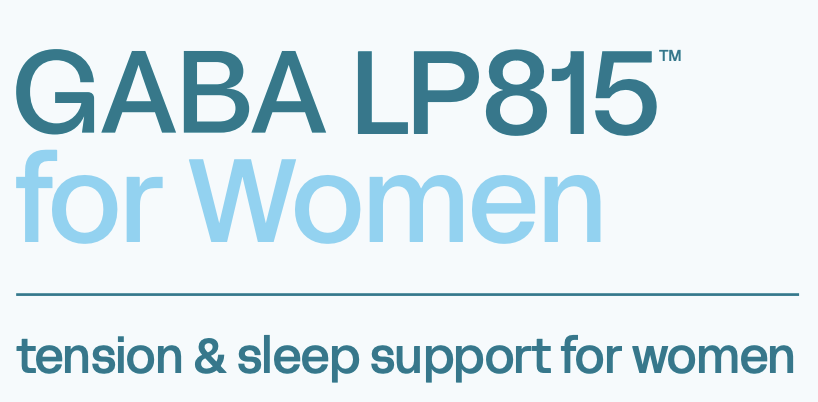 GABA LP815™
for Women
tension & sleep support for women